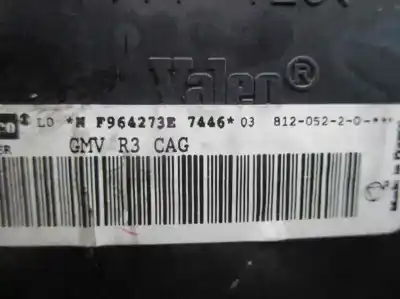 Valeo®
LO *N F964273E 7446* 03 812-052-2-0-***
GMV R3 CAG